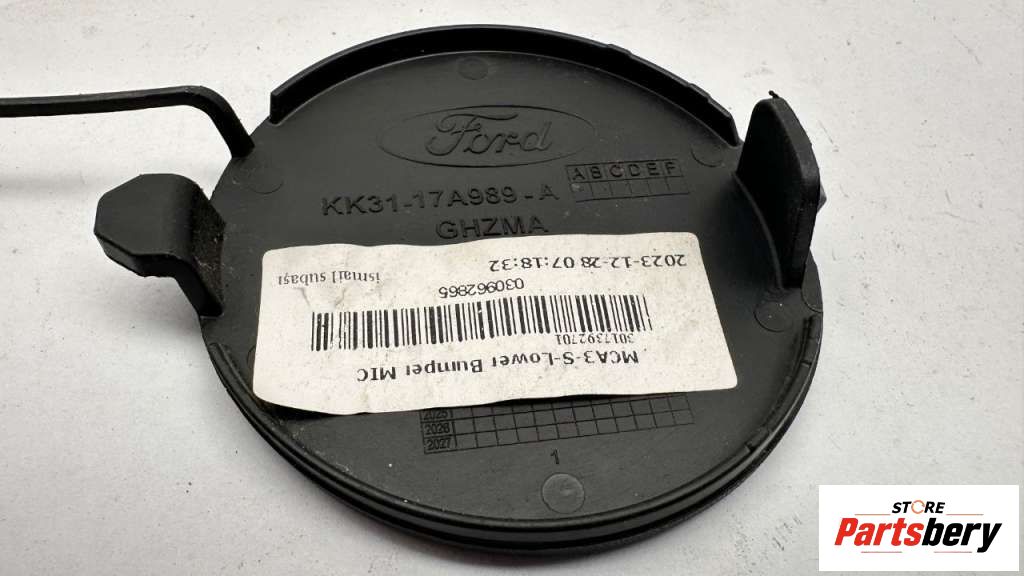 Ford
A B C D E F
KK31-17A989-A
GHZMA
MCA3-S-Lower Bumper MIC
3017392701
030962865
2023-12-28 07:18:32
ismail subaşı
2025
2026
2027
1
STORE
Partsbery